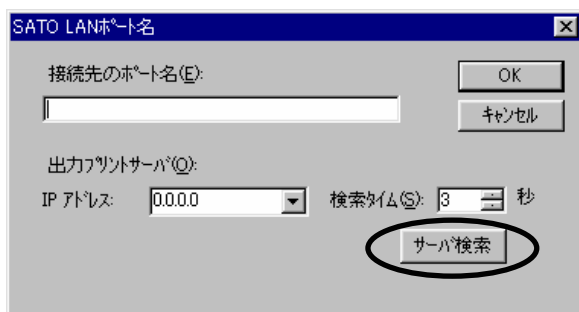 SATO LANﾎﾟｰﾄ名
接続先のﾎﾟｰﾄ名(E):
OK
ｷｬﾝｾﾙ
出力ﾌﾟﾘﾝﾄｻｰﾊﾞ(O):
IP ｱﾄﾞﾚｽ: 0.0.0.0 検索ﾀｲﾑ(S): 3 秒
ｻｰﾊﾞ検索